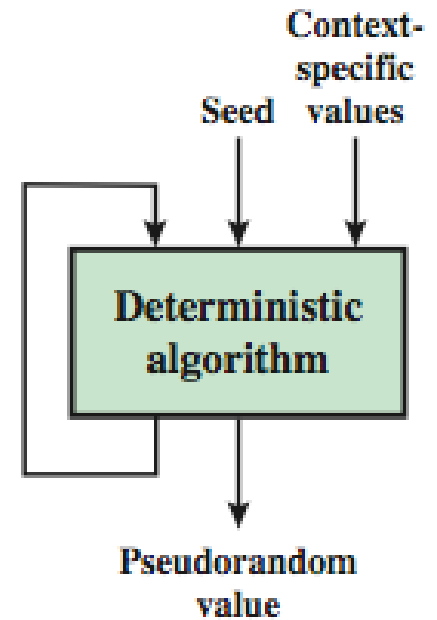 Context-
specific
Seed values
Deterministic
algorithm
Pseudorandom
value